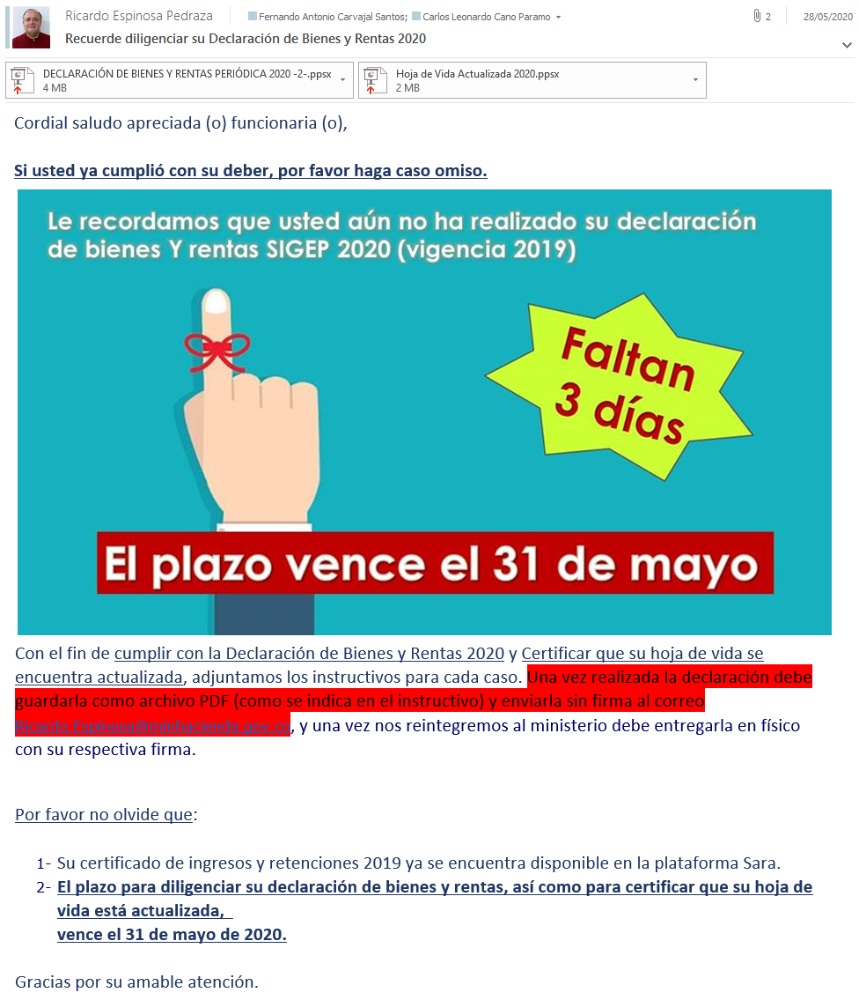 Ricardo Espinosa Pedraza
Fernando Antonio Carvajal Santos; Carlos Leonardo Cano Paramo
2
28/05/2020
Recuerde diligenciar su Declaración de Bienes y Rentas 2020
DECLARACIÓN DE BIENES Y RENTAS PERIÓDICA 2020 -2-.ppsx
4 MB
Hoja de Vida Actualizada 2020.ppsx
2 MB
Cordial saludo apreciada (o) funcionaria (o),
Si usted ya cumplió con su deber, por favor haga caso omiso.
Le recordamos que usted aún no ha realizado su declaración
de bienes Y rentas SIGEP 2020 (vigencia 2019)
Faltan
3 días
El plazo vence el 31 de mayo
Con el fin de cumplir con la Declaración de Bienes y Rentas 2020 y Certificar que su hoja de vida se
encuentra actualizada, adjuntamos los instructivos para cada caso. Una vez realizada la declaración debe
guardarla como archivo PDF (como se indica en el instructivo) y enviarla sin firma al correo
Ricardo.Espinosa@minhacienda.gov.co, y una vez nos reintegremos al ministerio debe entregarla en físico
con su respectiva firma.
Por favor no olvide que:
1- Su certificado de ingresos y retenciones 2019 ya se encuentra disponible en la plataforma Sara.
2- El plazo para diligenciar su declaración de bienes y rentas, así como para certificar que su hoja de
vida está actualizada,
vence el 31 de mayo de 2020.
Gracias por su amable atención.